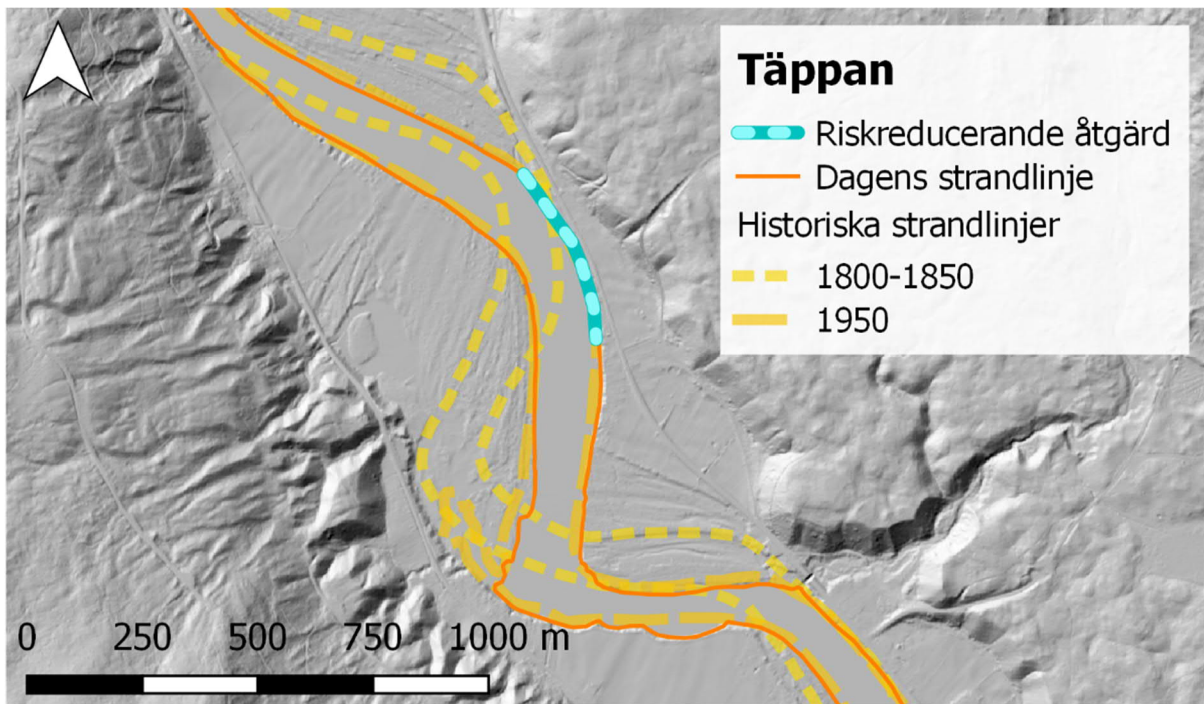 Täppan
Riskreducerande åtgärd
Dagens strandlinje
Historiska strandlinjer
1800-1850
1950
0 250 500 750 1000 m